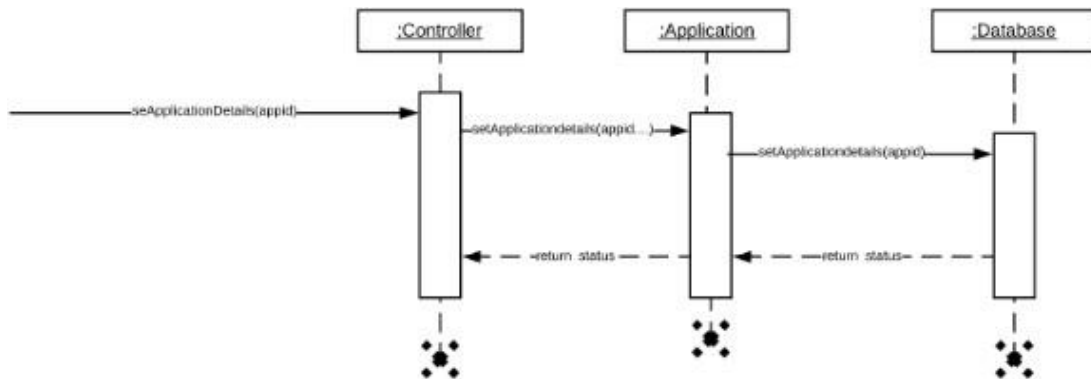 :Controller
:Application
:Database
seApplicationDetails(appid)
setApplicationdetails(appid....)
setApplicationdetails(appid)
return status
return status